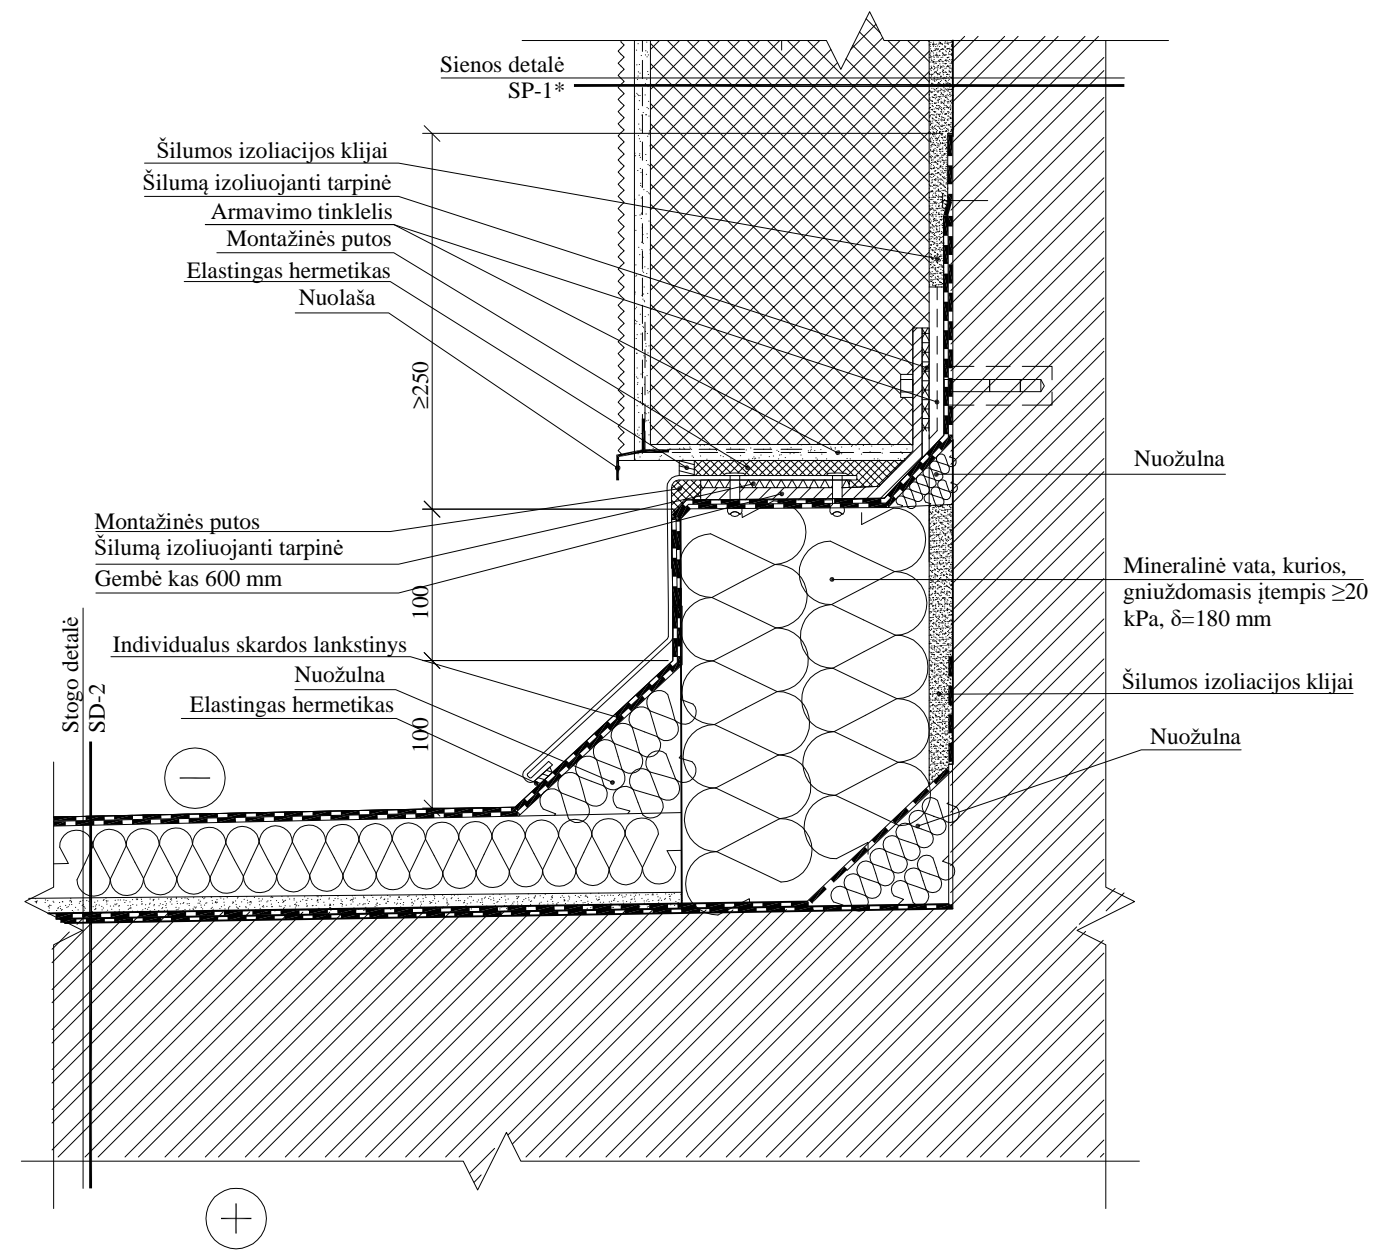 Sienos detalė
SP-1*
Šilumos izoliacijos klijai
Šilumą izoliuojanti tarpinė
Armavimo tinklelis
Montažinės putos
Elastingas hermetikas
Nuolaša
≥250
Nuožulna
Montažinės putos
Šilumą izoliuojanti tarpinė
Gembė kas 600 mm
100
Mineralinė vata, kurios,
gniuždomasis įtempis ≥20
kPa, δ=180 mm
Individualus skardos lankstinys
Nuožulna
Elastingas hermetikas
100
Šilumos izoliacijos klijai
Nuožulna
Stogo detalė
SD-2